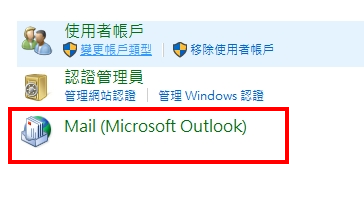 使用者帳戶
變更帳戶類型 移除使用者帳戶
認證管理員
管理網站認證 管理 Windows 認證
Mail (Microsoft Outlook)